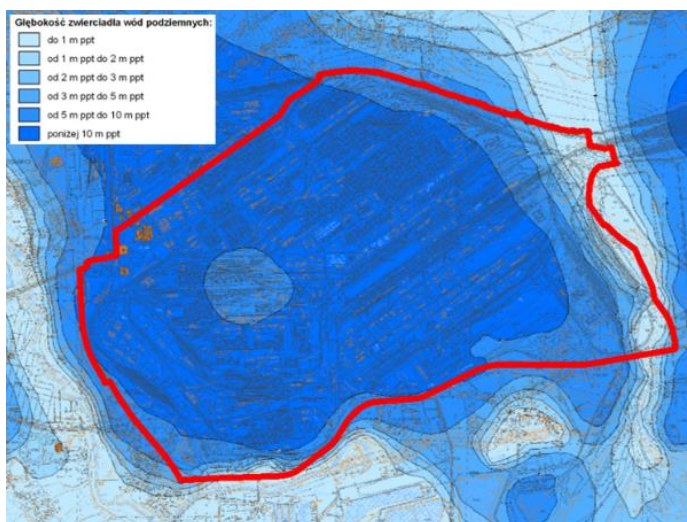 Głębokość zwierciadła wód podziemnych:
do 1 m ppt
od 1 m ppt do 2 m ppt
od 2 m ppt do 3 m ppt
od 3 m ppt do 5 m ppt
od 5 m ppt do 10 m ppt
poniżej 10 m ppt